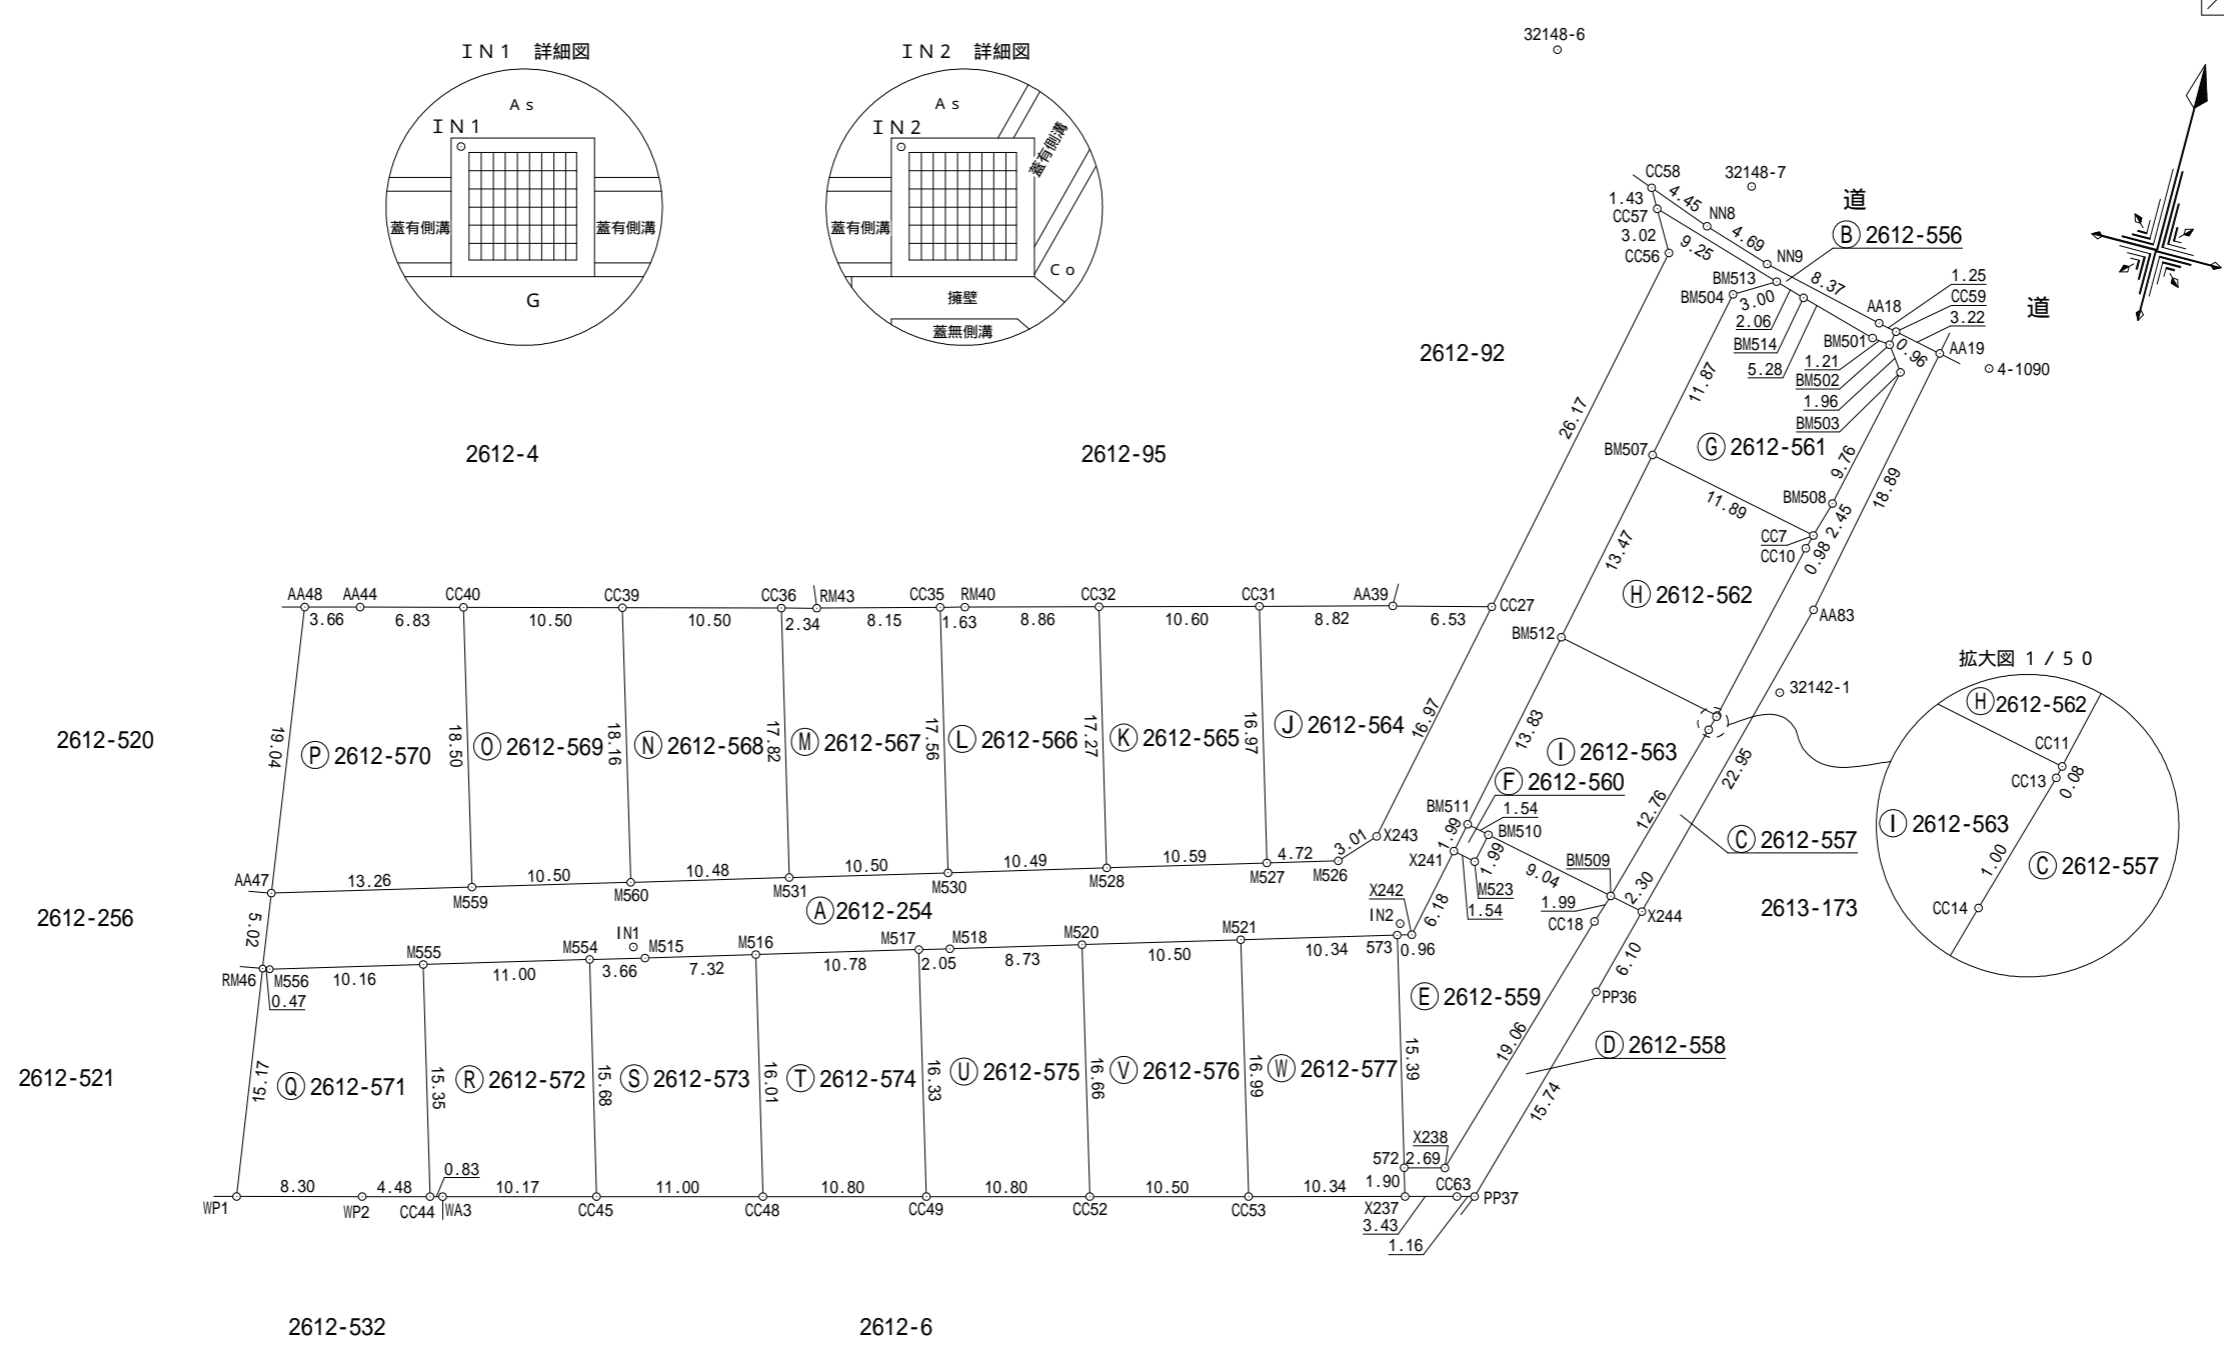 32148-6
ＩＮ１　詳細図
ＩＮ２　詳細図
Ａｓ
ＩＮ１
蓋有側溝
蓋有側溝
Ｇ
Ａｓ
ＩＮ２
蓋有側溝
蓋有側溝
Ｃｏ
擁壁
蓋無側溝
CC58
32148-7
道
1.43
4.45
NN8
CC57
3.02
9.25
4.69
NN9
Ⓑ 2612-556
CC56
BM513
BM504
3.00
8.37
1.25
CC59
3.22
道
AA18
2.06
BM514
5.28
BM501
1.21
BM502
0.96
AA19
4-1090
1.96
BM503
2612-92
2612-4
2612-95
26.17
11.87
BM507
Ⓖ 2612-561
9.76
18.89
11.89
BM508
2.45
CC7
CC10
0.98
13.47
Ⓗ 2612-562
AA48
AA44
CC40
CC39
CC36
RM43
CC35
RM40
CC32
CC31
AA39
CC27
3.66
6.83
10.50
10.50
2.34
8.15
1.63
8.86
10.60
8.82
6.53
AA83
BM512
32142-1
拡大図 １／５０
Ⓗ 2612-562
CC11
CC13
0.08
Ⓘ 2612-563
1.00
Ⓒ 2612-557
CC14
2612-520
19.04
Ⓟ 2612-570
18.50
Ⓞ 2612-569
18.16
Ⓝ 2612-568
17.82
Ⓜ 2612-567
17.56
Ⓛ 2612-566
17.27
Ⓚ 2612-565
16.97
Ⓙ 2612-564
16.97
13.83
Ⓘ 2612-563
22.95
12.76
Ⓕ 2612-560
1.54
BM511
1.99
BM510
X243
3.01
X241
1.99
M523
1.54
9.04
BM509
Ⓒ 2612-557
2.30
1.99
CC18
X244
2613-173
AA47
13.26
M559
10.50
M560
10.48
M531
10.50
M530
10.49
M528
10.59
M527
4.72
M526
2612-256
5.02
Ⓐ 2612-254
X242
6.18
IN2
RM46
M556
0.47
10.16
M555
11.00
M554
IN1
3.66
M515
7.32
M516
10.78
M517
2.05
M518
8.73
M520
10.50
M521
10.34
573
0.96
6.10
PP36
Ⓔ 2612-559
19.06
Ⓓ 2612-558
15.74
2612-521
15.17
Ⓠ 2612-571
15.35
Ⓡ 2612-572
15.68
Ⓢ 2612-573
16.01
Ⓣ 2612-574
16.33
Ⓤ 2612-575
16.66
Ⓥ 2612-576
16.99
Ⓦ 2612-577
15.39
X238
572
2.69
WP1
8.30
WP2
4.48
CC44
0.83
WA3
10.17
CC45
11.00
CC48
10.80
CC49
10.80
CC52
10.50
CC53
10.34
1.90
X237
3.43
CC63
1.16
PP37
2612-532
2612-6